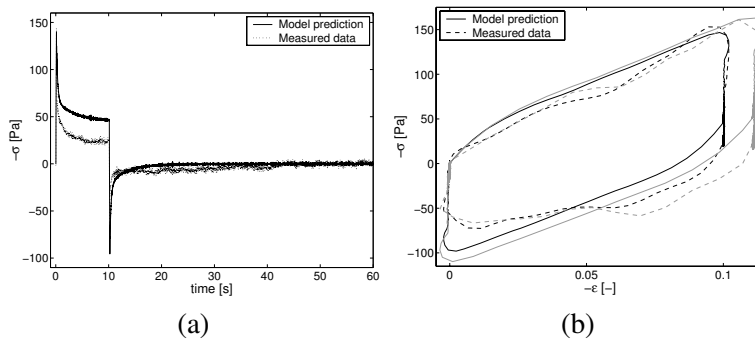 150
100
50
0
−50
−100
−σ [Pa]
0
10
20
30
40
50
60
time [s]
Model prediction
Measured data
(a)
150
100
50
0
−50
−100
−σ [Pa]
0
0.05
0.1
−ε [-]
Model prediction
Measured data
(b)